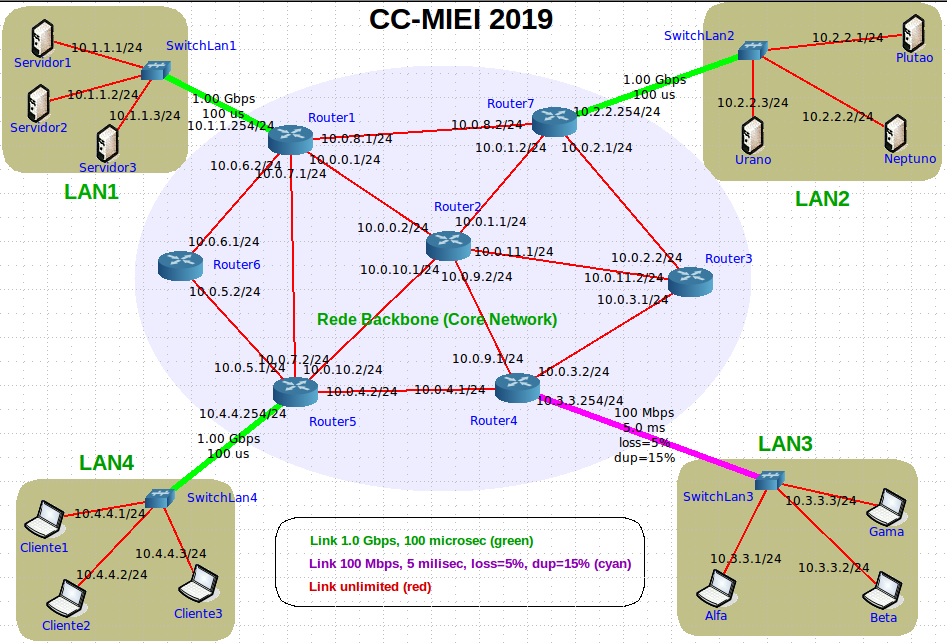 CC-MIEI 2019
10.1.1.1/24
SwitchLan1
Servidor1
10.1.1.2/24
Servidor2
10.1.1.3/24
Servidor3
LAN1
1.00 Gbps
100 us
10.1.1.254/24
Router1
10.0.8.1/24
10.0.0.1/24
10.0.6.2/24
10.0.7.1/24
Router7
10.0.8.2/24
10.2.2.254/24
10.0.1.2/24
10.0.2.1/24
1.00 Gbps
100 us
SwitchLan2
10.2.2.1/24
Plutao
10.2.2.3/24
10.2.2.2/24
Urano
Neptuno
LAN2
Router2
10.0.0.2/24
10.0.1.1/24
10.0.11.1/24
10.0.10.1/24
10.0.9.2/24
10.0.6.1/24
Router6
10.0.5.2/24
10.0.2.2/24
Router3
10.0.11.2/24
10.0.3.1/24
Rede Backbone (Core Network)
10.0.7.2/24
10.0.5.1/24
10.0.10.2/24
10.0.4.2/24
10.4.4.254/24
Router5
10.0.9.1/24
10.0.3.2/24
10.0.4.1/24
10.3.3.254/24
Router4
1.00 Gbps
100 us
100 Mbps
5.0 ms
loss=5%
dup=15%
LAN4
SwitchLan4
10.4.4.1/24
Cliente1
10.4.4.3/24
10.4.4.2/24
Cliente3
Cliente2
LAN3
SwitchLan3
10.3.3.3/24
Gama
10.3.3.1/24
10.3.3.2/24
Alfa
Beta
Link 1.0 Gbps, 100 microsec (green)
Link 100 Mbps, 5 milisec, loss=5%, dup=15% (cyan)
Link unlimited (red)